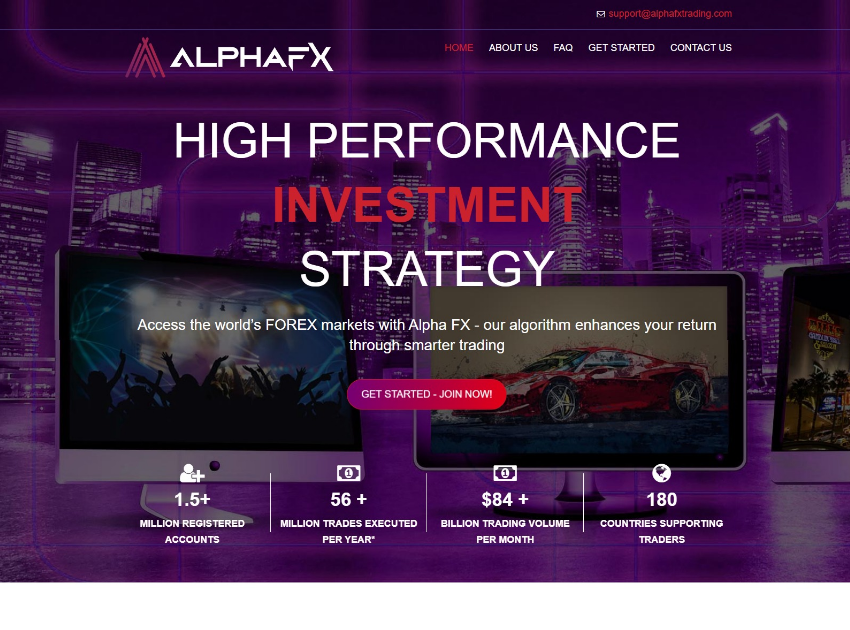 support@alphafxtrading.com
ALPHAFX
HOME ABOUT US FAQ GET STARTED CONTACT US
HIGH PERFORMANCE
INVESTMENT
STRATEGY
Access the world's FOREX markets with Alpha FX - our algorithm enhances your return
through smarter trading
GET STARTED - JOIN NOW!
1.5+ 56 + $84 + 180
MILLION REGISTERED MILLION TRADES EXECUTED BILLION TRADING VOLUME COUNTRIES SUPPORTING
ACCOUNTS PER YEAR* PER MONTH TRADERS